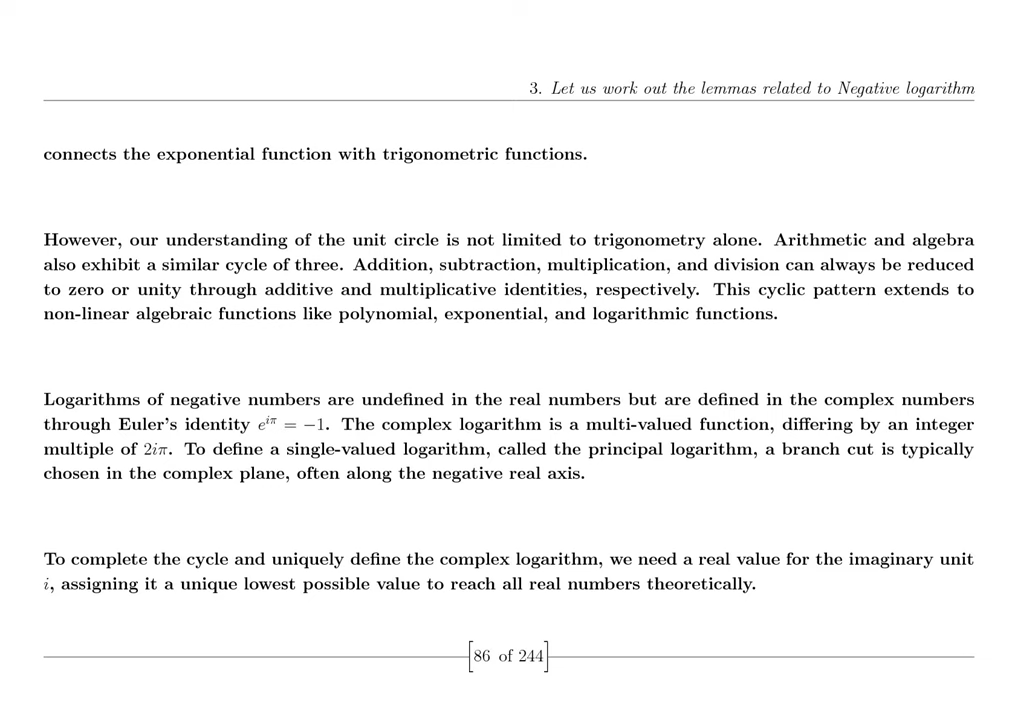 3. Let us work out the lemmas related to Negative logarithm
connects the exponential function with trigonometric functions.
However, our understanding of the unit circle is not limited to trigonometry alone. Arithmetic and algebra
also exhibit a similar cycle of three. Addition, subtraction, multiplication, and division can always be reduced
to zero or unity through additive and multiplicative identities, respectively. This cyclic pattern extends to
non-linear algebraic functions like polynomial, exponential, and logarithmic functions.
Logarithms of negative numbers are undefined in the real numbers but are defined in the complex numbers
through Euler's identity e^{iπ} = −1. The complex logarithm is a multi-valued function, differing by an integer
multiple of 2iπ. To define a single-valued logarithm, called the principal logarithm, a branch cut is typically
chosen in the complex plane, often along the negative real axis.
To complete the cycle and uniquely define the complex logarithm, we need a real value for the imaginary unit
i, assigning it a unique lowest possible value to reach all real numbers theoretically.
[86 of 244]